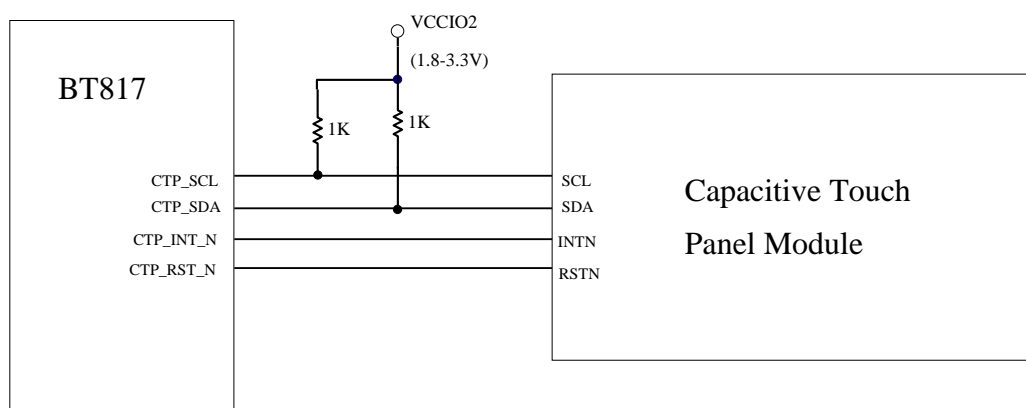 VCCIO2
(1.8-3.3V)
BT817
1K
1K
CTP_SCL
CTP_SDA
CTP_INT_N
CTP_RST_N
SCL
SDA
INTN
RSTN
Capacitive Touch
Panel Module